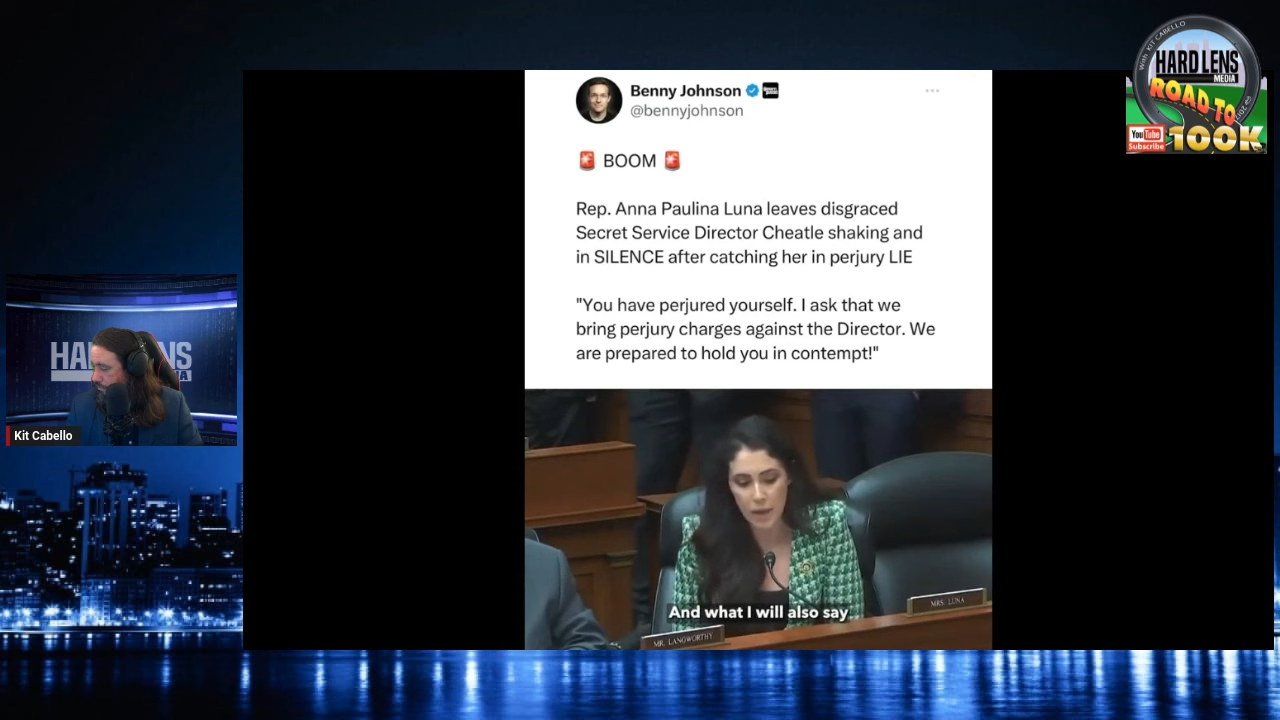 Benny Johnson
@bennyjohnson
BOOM
Rep. Anna Paulina Luna leaves disgraced
Secret Service Director Cheatle shaking and
in SILENCE after catching her in perjury LIE
"You have perjured yourself. I ask that we
bring perjury charges against the Director. We
are prepared to hold you in contempt!"
And what I will also say
MRS. LUNA
MR. LANGWORTHY
Kit Cabello
With KIT CABELLO
HARD LENS
MEDIA
ROAD TO
100K
YouTube
Subscribe